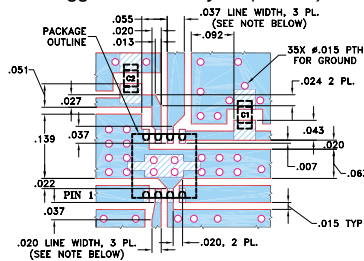 .055
.020
.013
.037 LINE WIDTH, 3 PL.
(SEE NOTE BELOW)
.092
PACKAGE
OUTLINE
35X ø.015 PTH
FOR GROUND
.024 2 PL.
C2
C1
.051
.027
.037
.139
.043
.020
.007
.022
PIN 1
.037
.015 TYP
.020 LINE WIDTH, 3 PL.
(SEE NOTE BELOW)
.020, 2 PL.